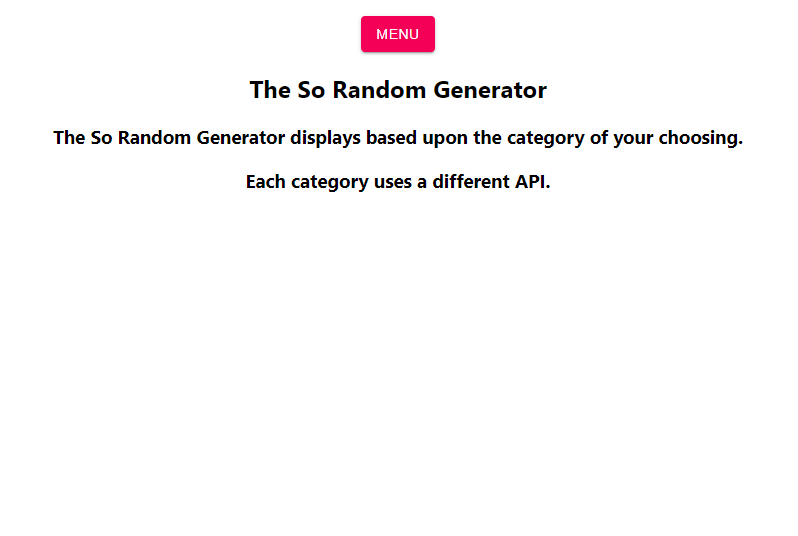 MENU
The So Random Generator
The So Random Generator displays based upon the category of your choosing.
Each category uses a different API.